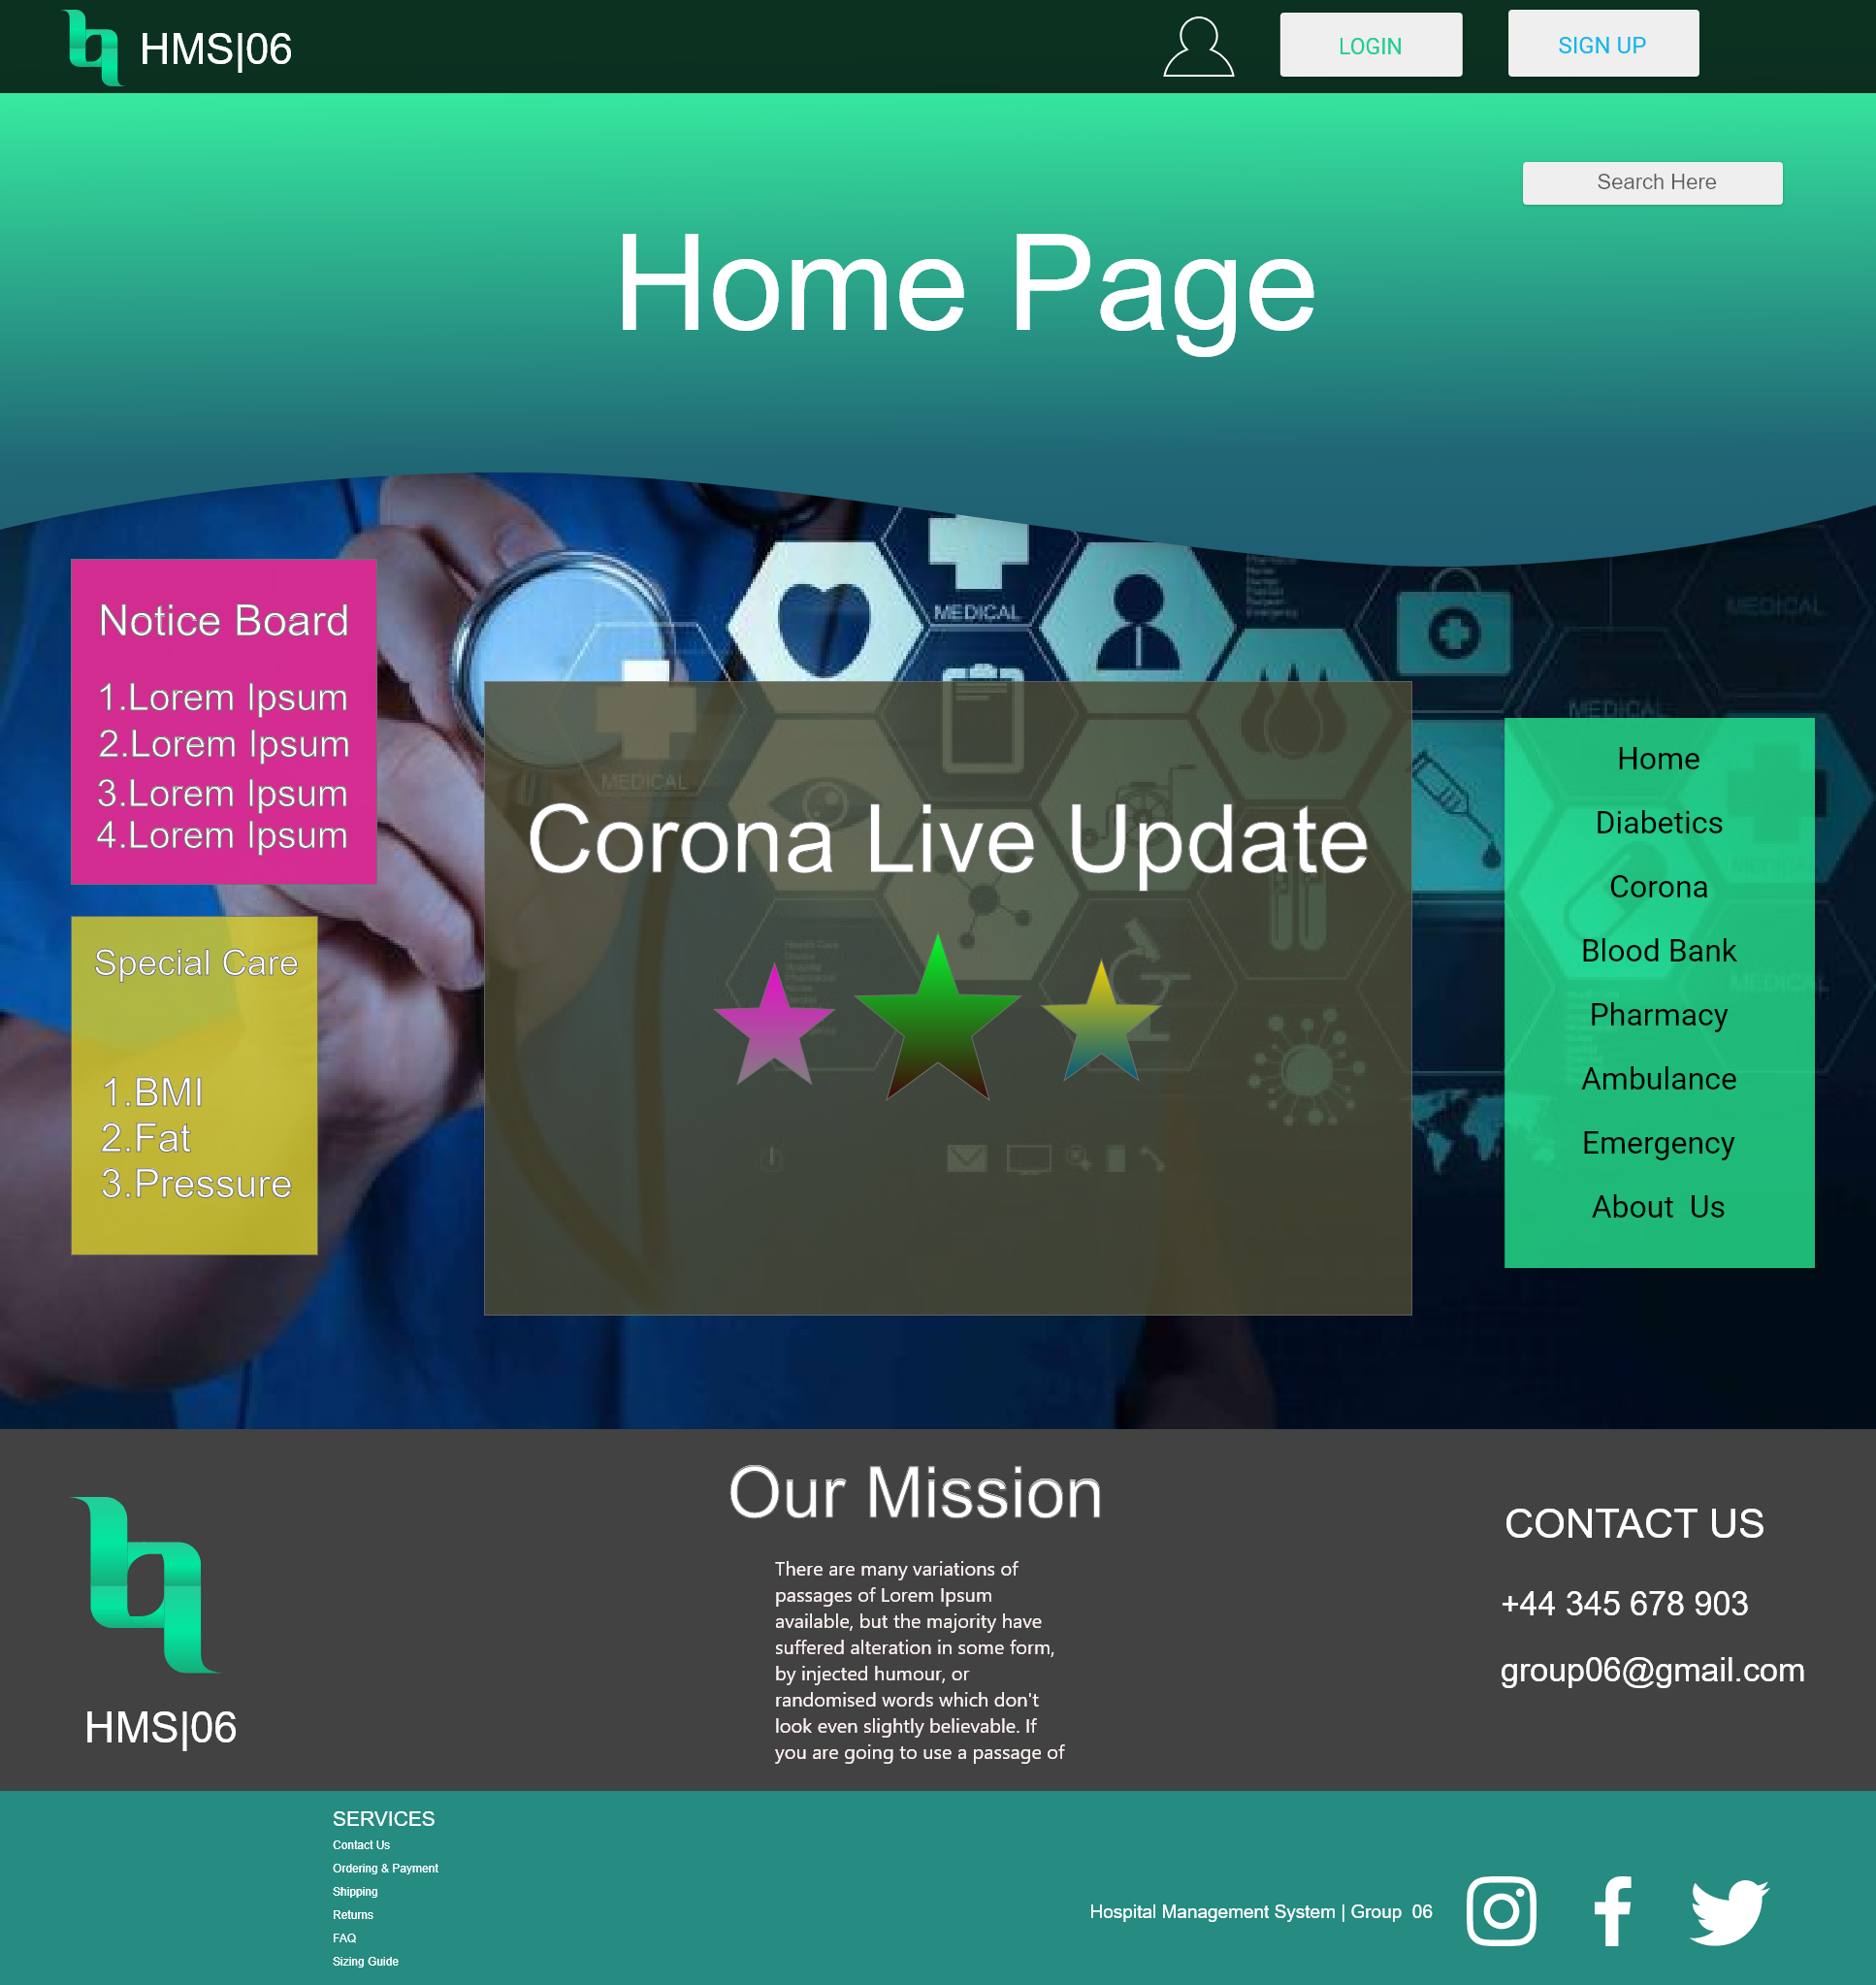 HMS|06
LOGIN
SIGN UP
Search Here
Home Page
MEDICAL
MEDICAL
MEDICAL
MEDICAL
Notice Board
1.Lorem Ipsum
2.Lorem Ipsum
3.Lorem Ipsum
4.Lorem Ipsum
Special Care
1.BMI
2.Fat
3.Pressure
Corona Live Update
Home
Diabetics
Corona
Blood Bank
Pharmacy
Ambulance
Emergency
About Us
MEDICAL
HMS|06
Our Mission
There are many variations of
passages of Lorem Ipsum
available, but the majority have
suffered alteration in some form,
by injected humour, or
randomised words which don't
look even slightly believable. If
you are going to use a passage of
CONTACT US
+44 345 678 903
group06@gmail.com
SERVICES
Contact Us
Ordering & Payment
Shipping
Returns
FAQ
Sizing Guide
Hospital Management System | Group 06